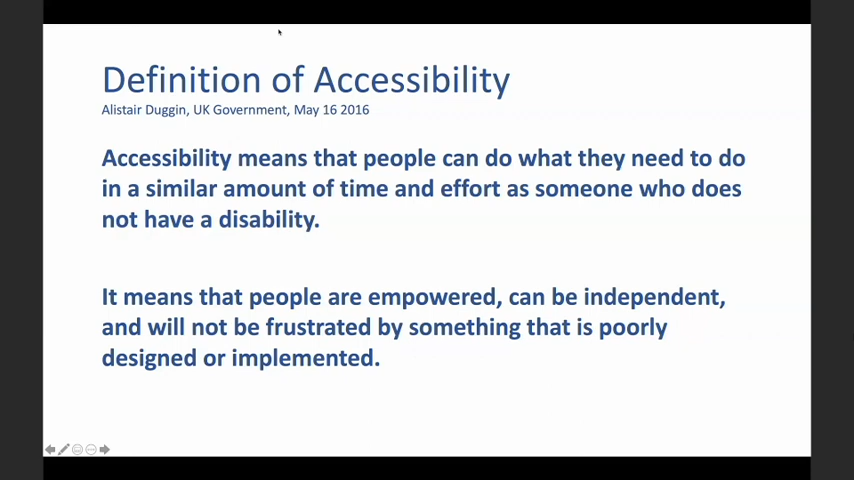 Definition of Accessibility
Alistair Duggin, UK Government, May 16 2016
Accessibility means that people can do what they need to do
in a similar amount of time and effort as someone who does
not have a disability.
It means that people are empowered, can be independent,
and will not be frustrated by something that is poorly
designed or implemented.